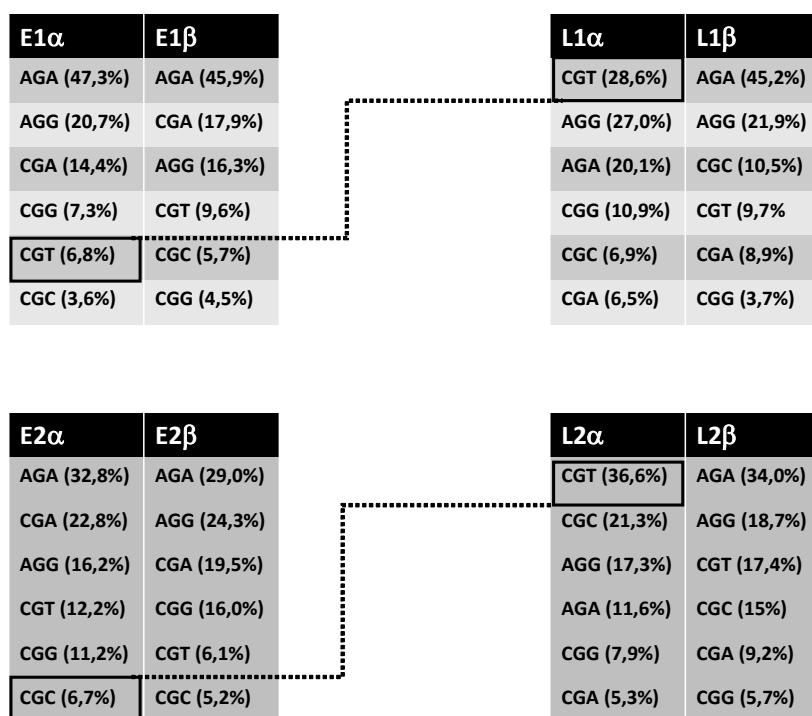 E1α E1β L1α L1β
AGA (47,3%) AGA (45,9%) CGT (28,6%) AGA (45,2%)
AGG (20,7%) CGA (17,9%) AGG (27,0%) AGG (21,9%)
CGA (14,4%) AGG (16,3%) AGA (20,1%) CGC (10,5%)
CGG (7,3%) CGT (9,6%) CGG (10,9%) CGT (9,7%
CGT (6,8%) CGC (5,7%) CGC (6,9%) CGA (8,9%)
CGC (3,6%) CGG (4,5%) CGA (6,5%) CGG (3,7%)
E2α E2β L2α L2β
AGA (32,8%) AGA (29,0%) CGT (36,6%) AGA (34,0%)
CGA (22,8%) AGG (24,3%) CGC (21,3%) AGG (18,7%)
AGG (16,2%) CGA (19,5%) AGG (17,3%) CGT (17,4%)
CGT (12,2%) CGG (16,0%) AGA (11,6%) CGC (15%)
CGG (11,2%) CGT (6,1%) CGG (7,9%) CGA (9,2%)
CGC (6,7%) CGC (5,2%) CGA (5,3%) CGG (5,7%)